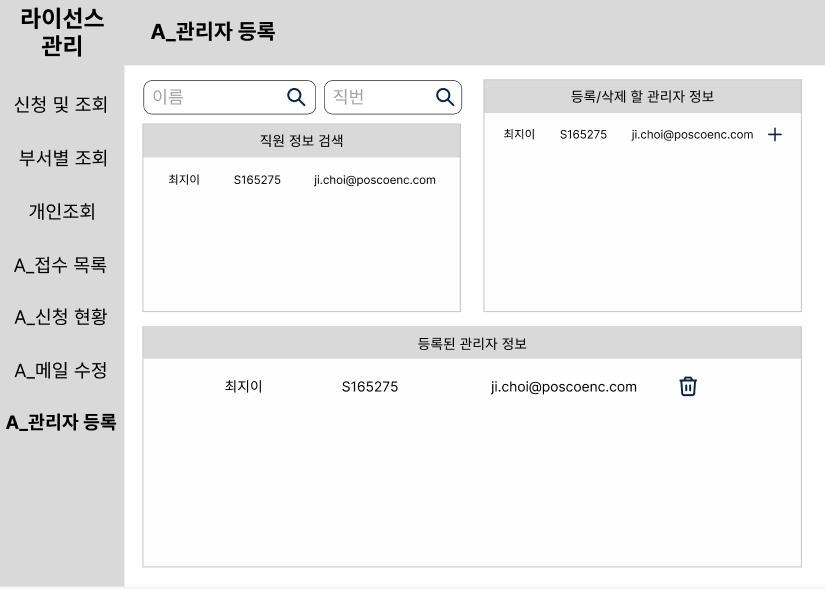 라이선스
관리
신청 및 조회
부서별 조회
개인조회
A_접수 목록
A_신청 현황
A_메일 수정
A_관리자 등록
A_관리자 등록
이름
직번
직원 정보 검색
최지이 S165275 ji.choi@poscoenc.com
등록/삭제 할 관리자 정보
최지이 S165275 ji.choi@poscoenc.com
등록된 관리자 정보
최지이 S165275 ji.choi@poscoenc.com